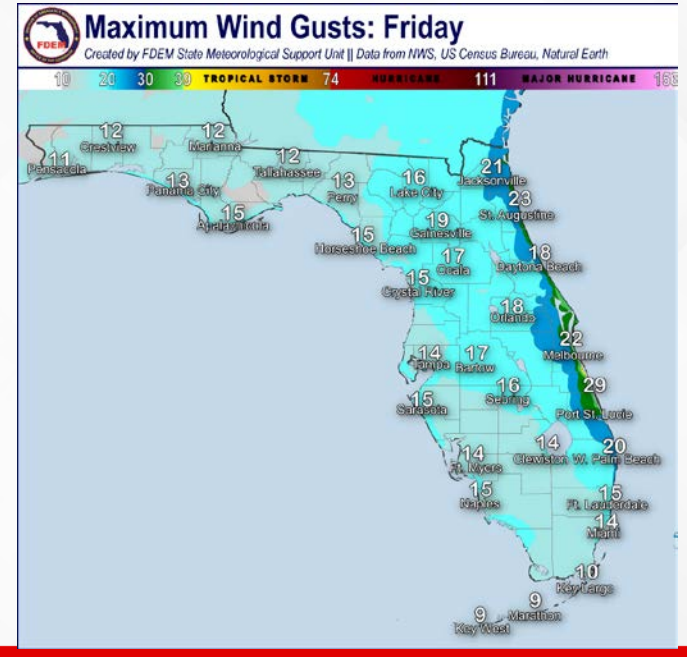 FDEM
Maximum Wind Gusts: Friday
Created by FDEM State Meteorological Support Unit || Data from NWS, US Census Bureau, Natural Earth
10 20 30 39 TROPICAL STORM 74 HURRICANE 111 MAJOR HURRICANE
12
Crestview
12
Marianna
11
Pensacola
12
Tallahassee
13
Panama City
13
Perry
15
Apalachicola
16
Lake City
21
Jacksonville
23
St. Augustine
19
Gainesville
15
Horseshoe Beach
17
Ocala
18
Daytona Beach
15
Crystal River
18
Orlando
22
Melbourne
14
Tampa
17
Bartow
16
Sebring
29
Port St. Lucie
15
Sarasota
14
Ft. Myers
14
Clewiston
20
W. Palm Beach
15
Naples
15
Ft. Lauderdale
14
Miami
10
Key Largo
9
Marathon
9
Key West